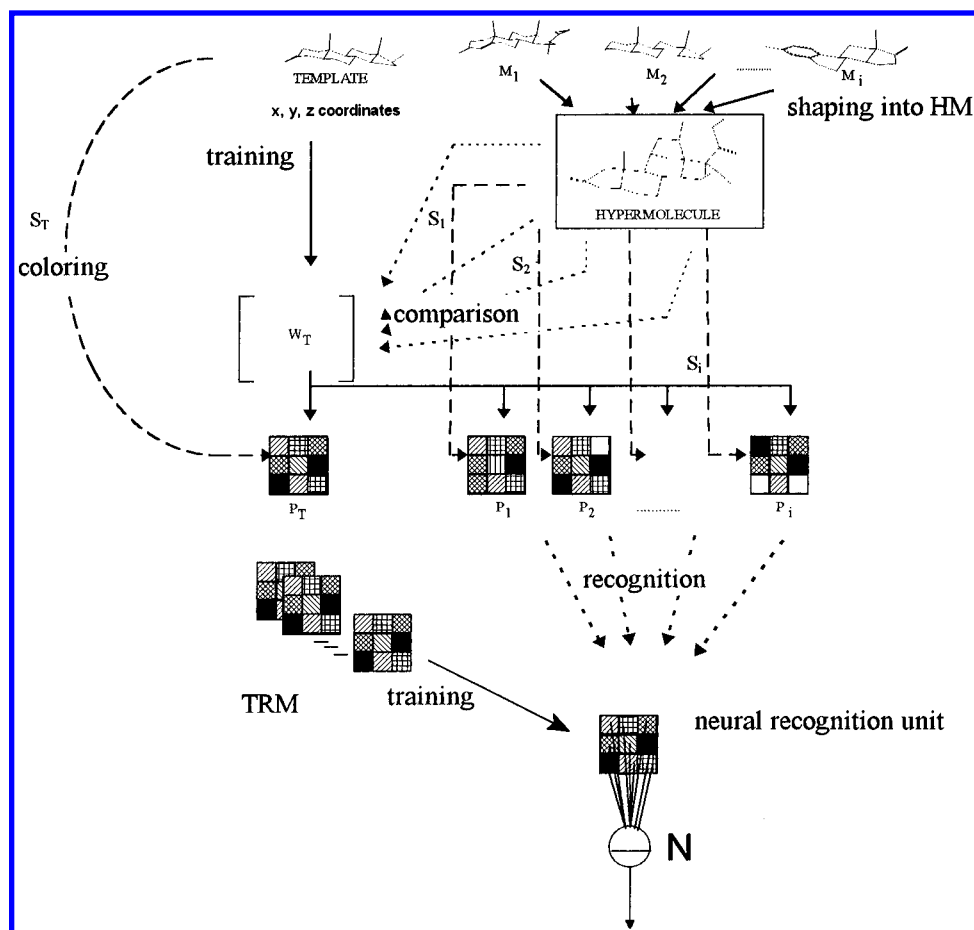 TEMPLATE
x, y, z coordinates
M1
M2
..........
Mi
shaping into HM
training
HYPERMOLECULE
ST
coloring
S1
S2
comparison
WT
Si
PT
P1
P2
..........
Pi
recognition
TRM
training
neural recognition unit
N